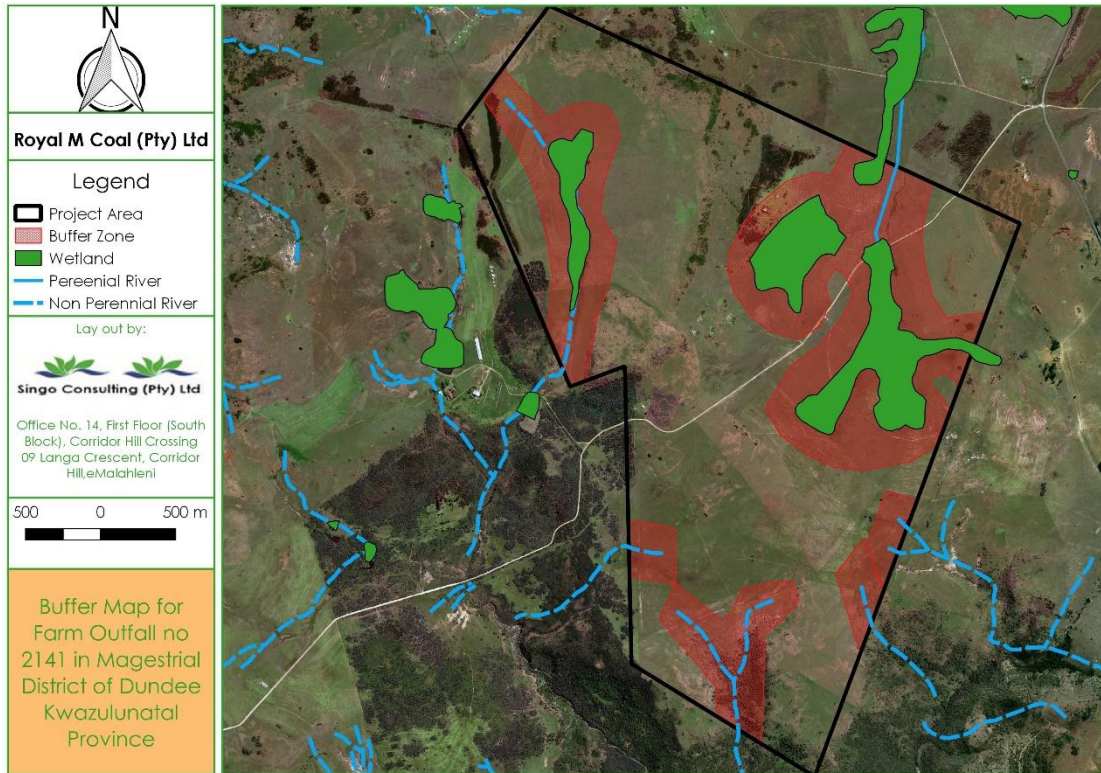 N
Royal M Coal (Pty) Ltd
Legend
Project Area
Buffer Zone
Wetland
Pereenial River
Non Perennial River
Lay out by:
Singo Consulting (Pty) Ltd
Office No. 14, First Floor (South
Block), Corridor Hill Crossing
09 Langa Crescent, Corridor
Hill,eMalahleni
500 0 500 m
Buffer Map for
Farm Outfall no
2141 in Magestrial
District of Dundee
Kwazulunatal
Province